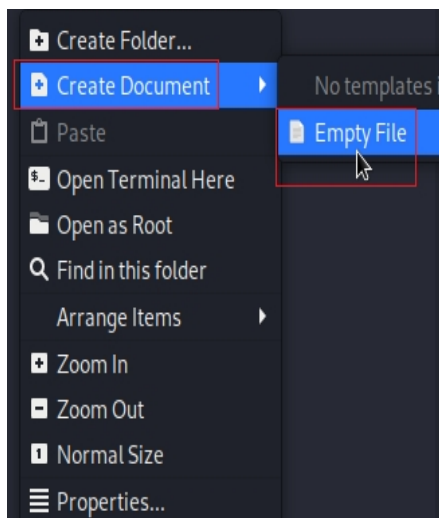 Create Folder...
Create Document
No templates
Empty File
Paste
Open Terminal Here
Open as Root
Find in this folder
Arrange Items
Zoom In
Zoom Out
Normal Size
Properties...